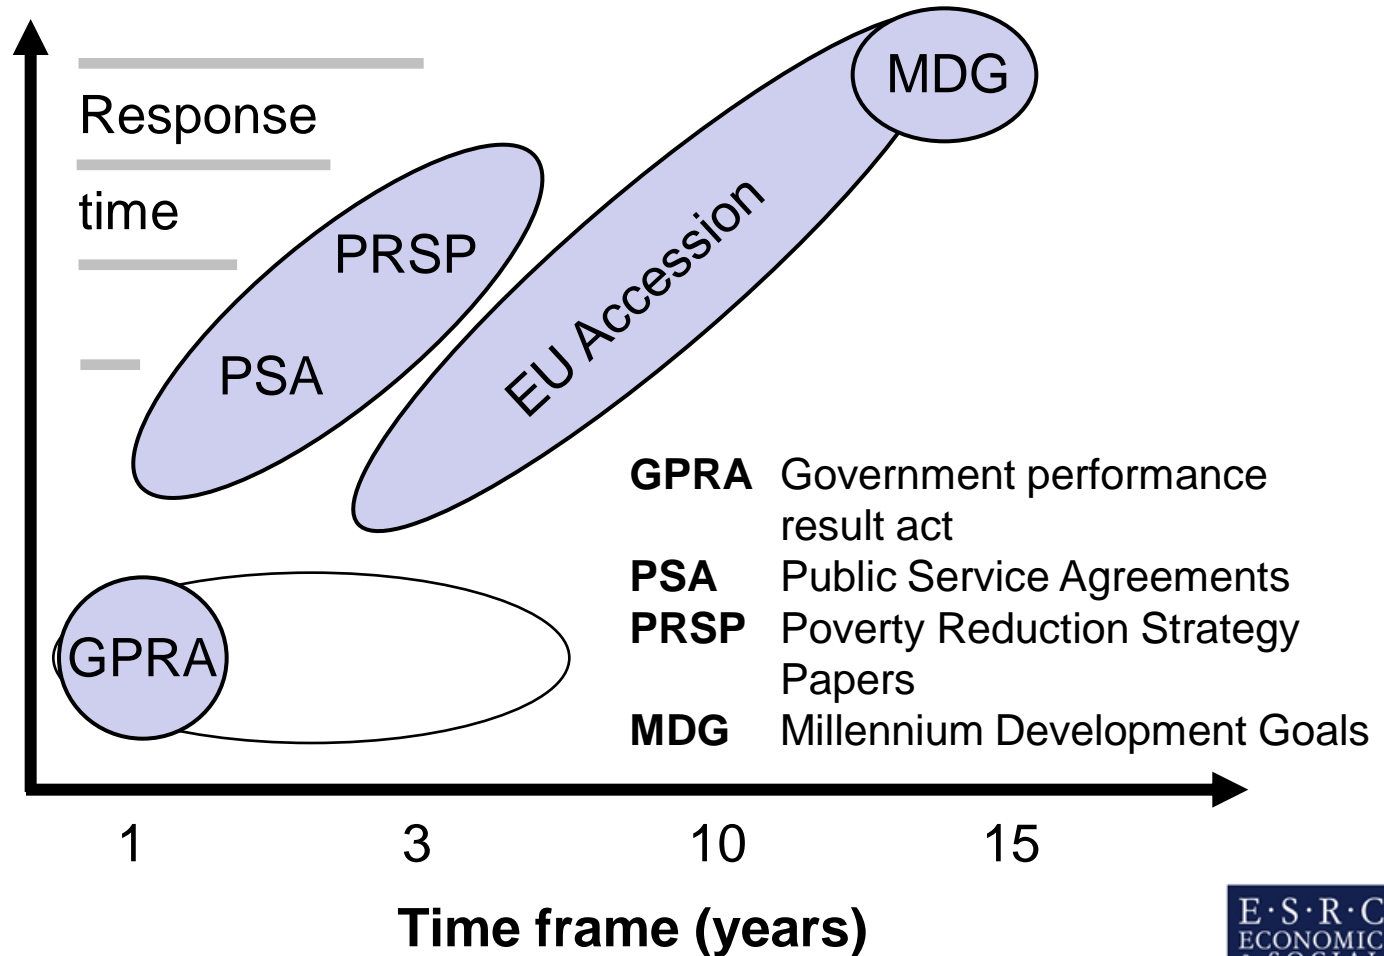 MDG
Response
time
PRSP
EU Accession
PSA
GPRA Government performance
result act
PSA Public Service Agreements
PRSP Poverty Reduction Strategy
Papers
MDG Millennium Development Goals
GPRA
1 3 10 15
Time frame (years)
E·S·R·C
ECONOMIC
& SOCIAL